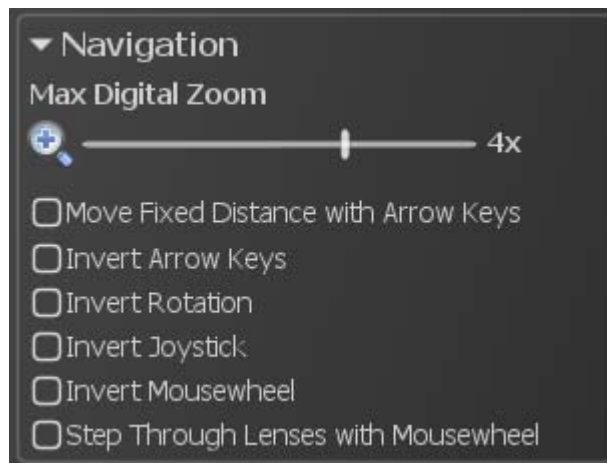 Navigation
Max Digital Zoom
4x
Move Fixed Distance with Arrow Keys
Invert Arrow Keys
Invert Rotation
Invert Joystick
Invert Mousewheel
Step Through Lenses with Mousewheel